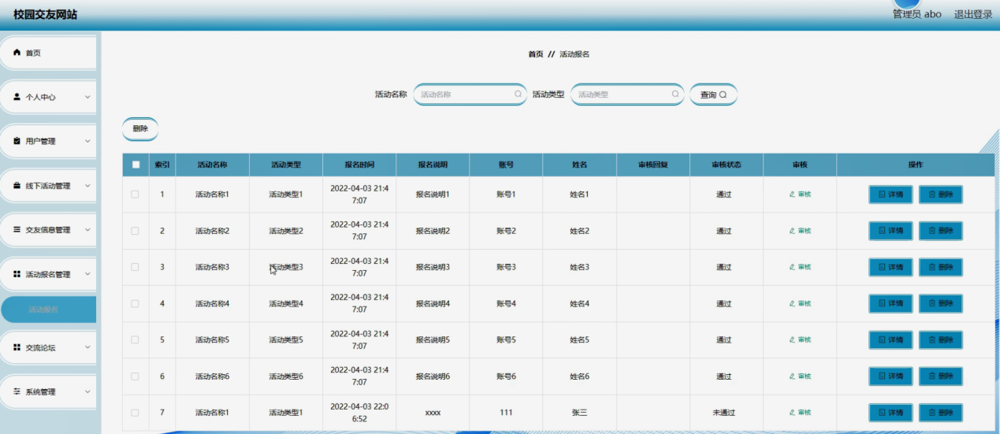 校园交友网站
管理员 abo 退出登录
首页
个人中心
用户管理
线下活动管理
交友信息管理
活动报名管理
活动报名
交流论坛
系统管理
首页 // 活动报名
活动名称 活动名称 活动类型 活动类型 查询
删除
索引 活动名称 活动类型 报名时间 报名说明 账号 姓名 审核回复 审核状态 审核 操作
1 活动名称1 活动类型1 2022-04-03 21:4
7:07 报名说明1 账号1 姓名1 通过 审核 详情 删除
2 活动名称2 活动类型2 2022-04-03 21:4
7:07 报名说明2 账号2 姓名2 通过 审核 详情 删除
3 活动名称3 活动类型3 2022-04-03 21:4
7:07 报名说明3 账号3 姓名3 通过 审核 详情 删除
4 活动名称4 活动类型4 2022-04-03 21:4
7:07 报名说明4 账号4 姓名4 通过 审核 详情 删除
5 活动名称5 活动类型5 2022-04-03 21:4
7:07 报名说明5 账号5 姓名5 通过 审核 详情 删除
6 活动名称6 活动类型6 2022-04-03 21:4
7:07 报名说明6 账号6 姓名6 通过 审核 详情 删除
7 活动名称1 活动类型1 2022-04-03 22:0
6:52 xxxx 111 张三 未通过 审核 详情 删除